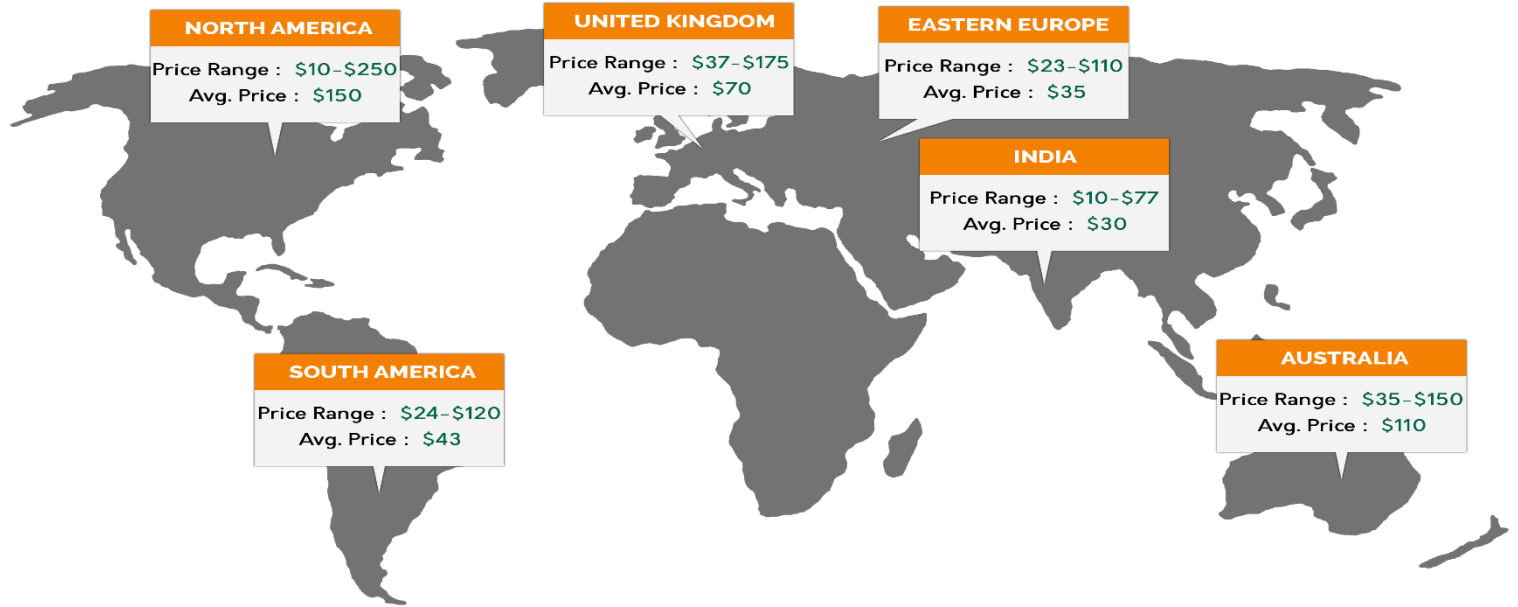 NORTH AMERICA
Price Range : $10-$250
Avg. Price : $150
UNITED KINGDOM
Price Range : $37-$175
Avg. Price : $70
EASTERN EUROPE
Price Range : $23-$110
Avg. Price : $35
INDIA
Price Range : $10-$77
Avg. Price : $30
SOUTH AMERICA
Price Range : $24-$120
Avg. Price : $43
AUSTRALIA
Price Range : $35-$150
Avg. Price : $110